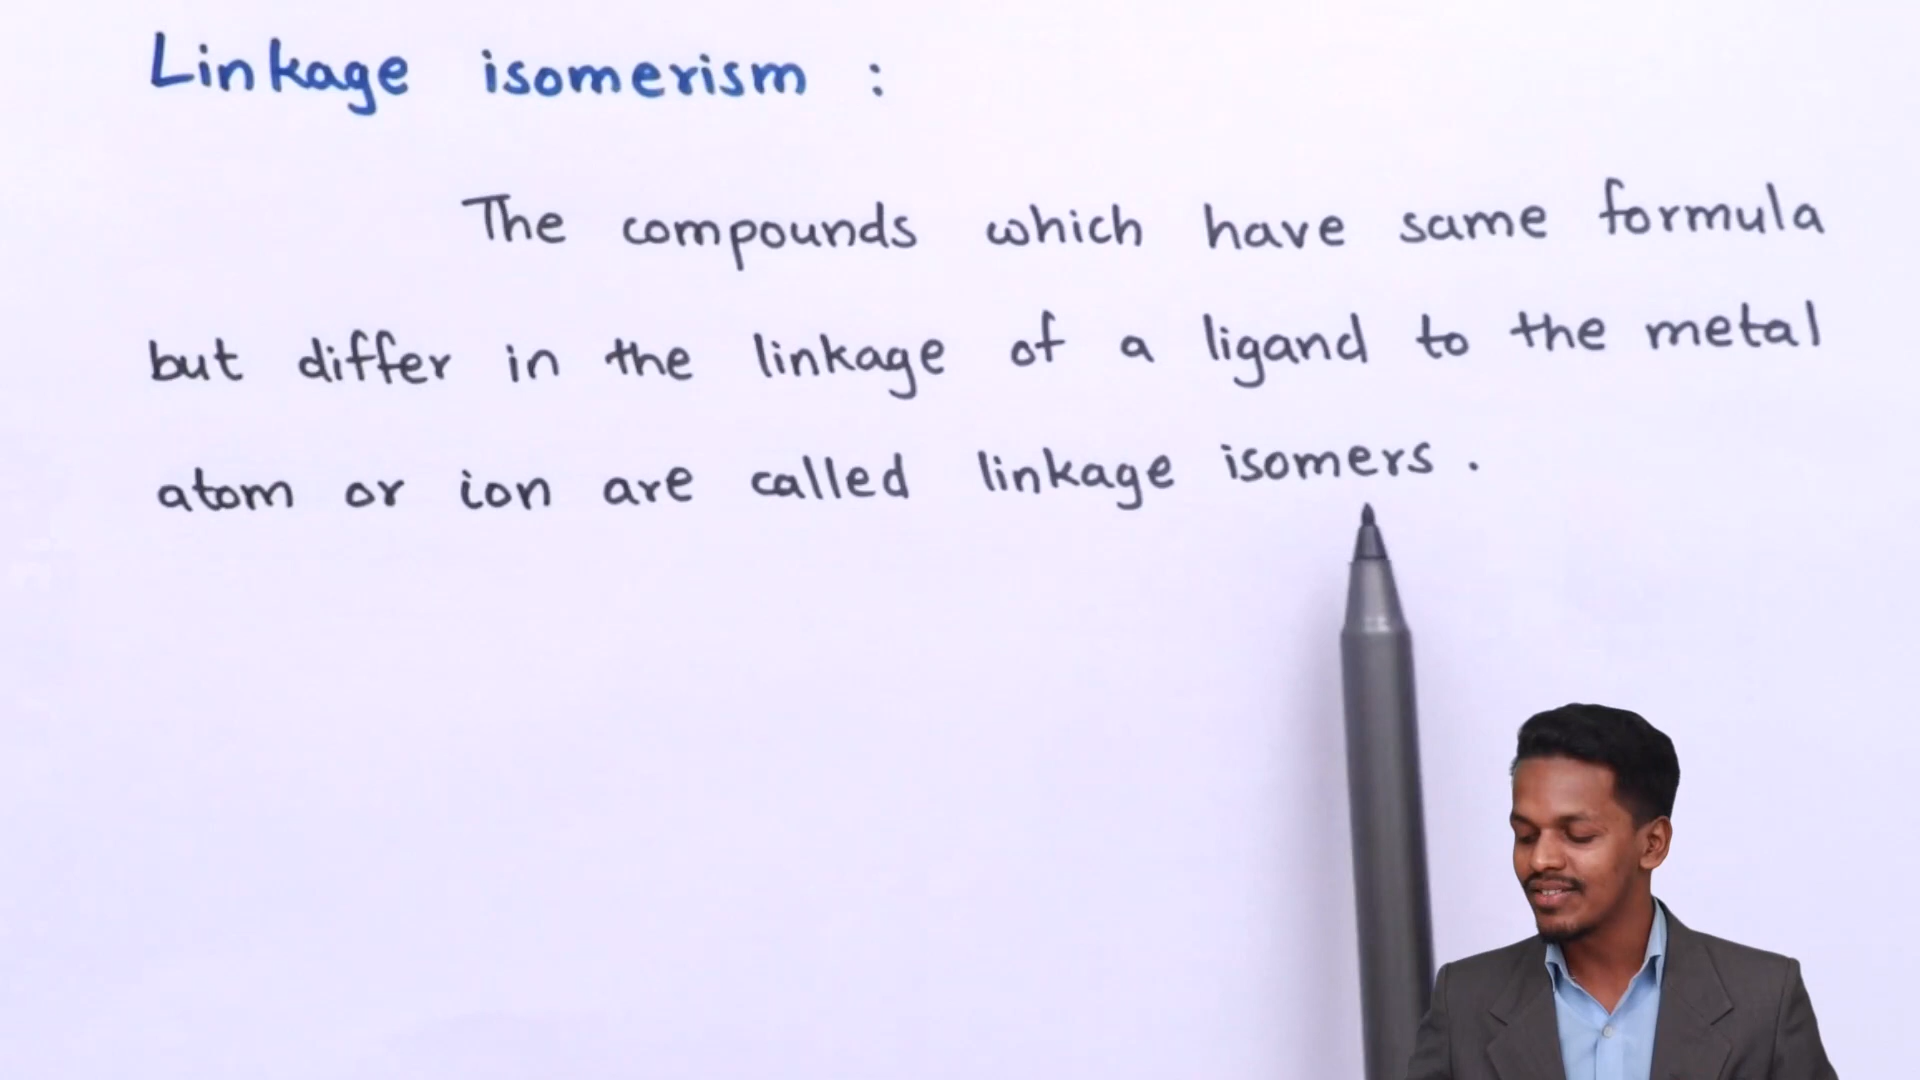 Linkage isomerism :
The compounds which have same formula
but differ in the linkage of a ligand to the metal
atom or ion are called linkage isomers .